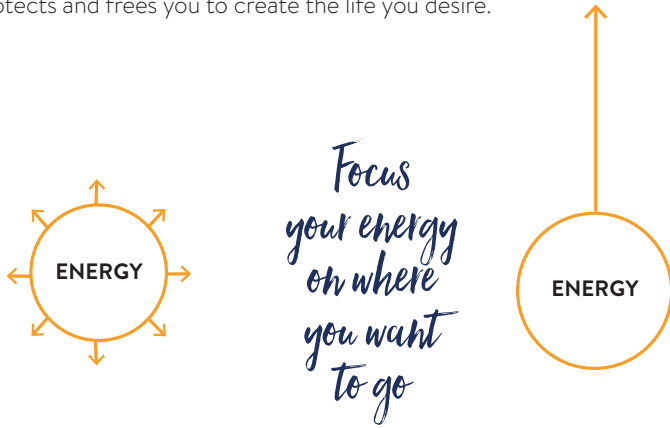 and frees you to create the life you desire.
ENERGY
Focus
your energy
on where
you want
to go
ENERGY